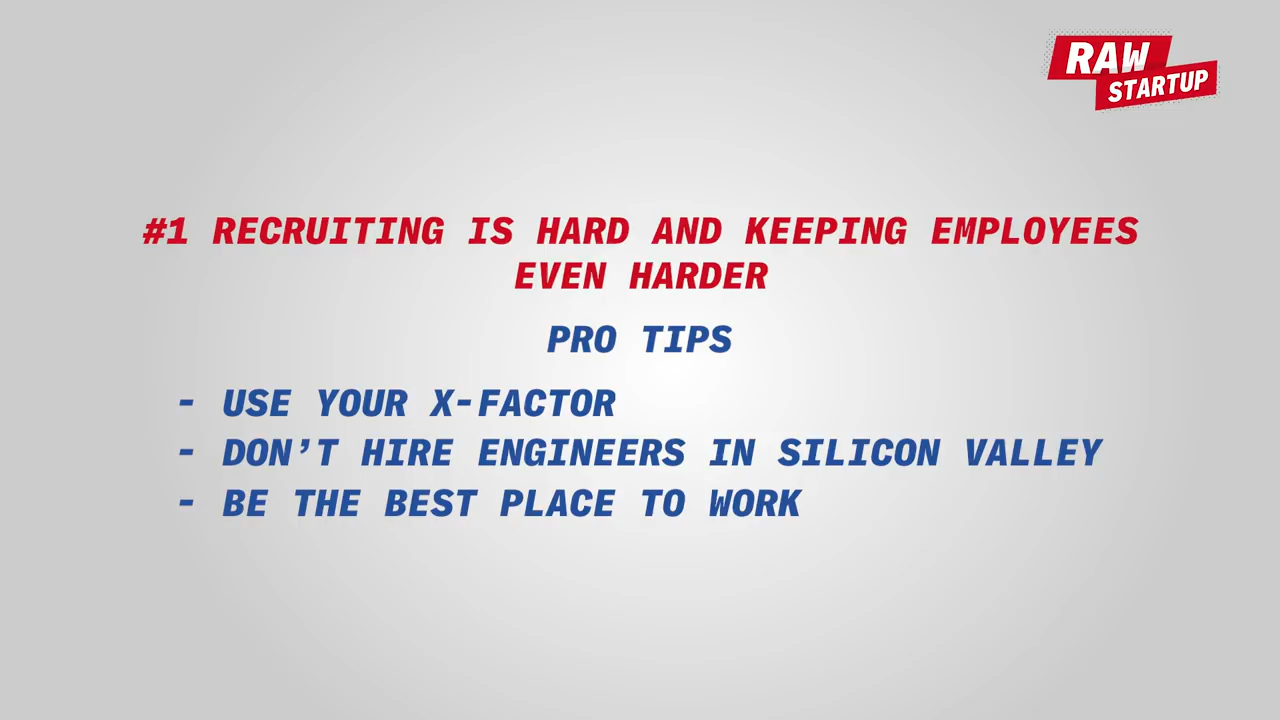 RAW
STARTUP
#1 RECRUITING IS HARD AND KEEPING EMPLOYEES
EVEN HARDER
PRO TIPS
- USE YOUR X-FACTOR
- DON’T HIRE ENGINEERS IN SILICON VALLEY
- BE THE BEST PLACE TO WORK